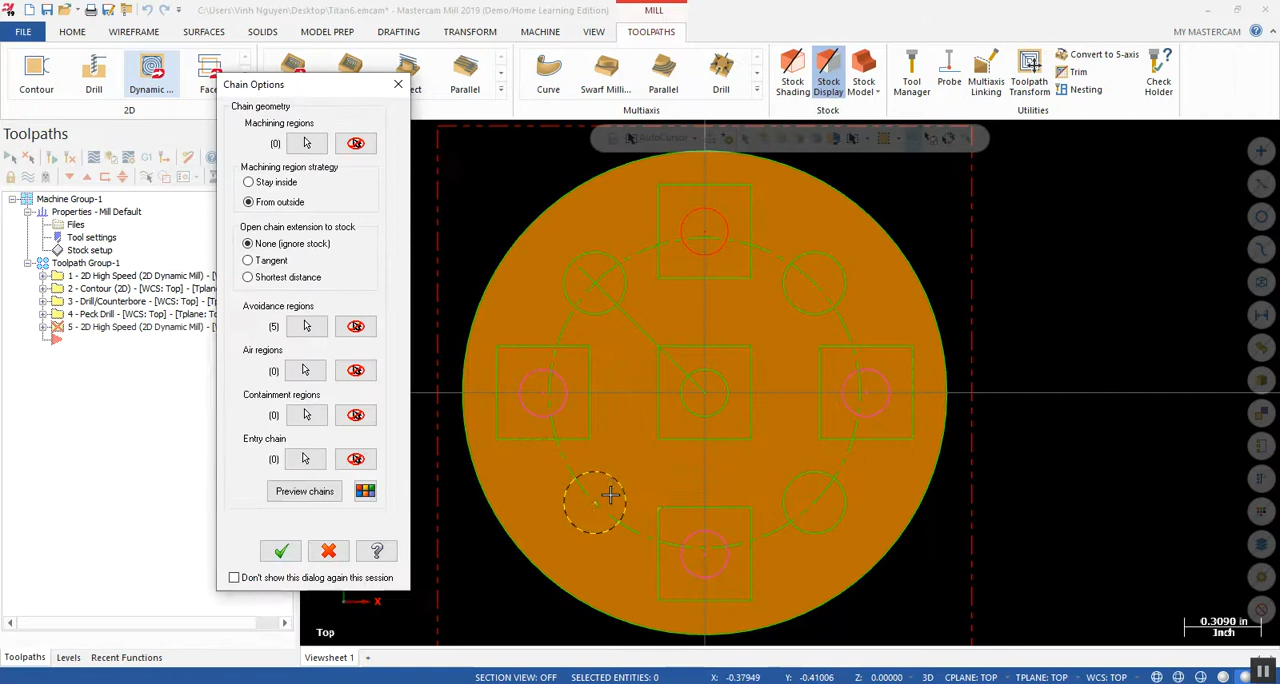 19
C:\Users\Vinh Nguyen\Desktop\Titan6.emcam* - Mastercam Mill 2019 (Demo/Home Learning Edition)
MILL
FILE
HOME
WIREFRAME
SURFACES
SOLIDS
MODEL PREP
DRAFTING
TRANSFORM
MACHINE
VIEW
TOOLPATHS
MY MASTERCAM
Contour
Drill
Dynamic ...
Parallel
Curve
Swarf Milli...
Parallel
Drill
Stock Shading
Stock Display
Stock Model
Tool Manager
Probe
Multiaxis Linking
Toolpath Transform
Convert to 5-axis
Trim
Nesting
Check Holder
2D
Multiaxis
Stock
Utilities
Toolpaths
G1
Machine Group-1
Properties - Mill Default
Files
Tool settings
Stock setup
Toolpath Group-1
1 - 2D High Speed (2D Dynamic Mill) - [W
2 - Contour (2D) - [WCS: Top] - [Tplane:
3 - Drill/Counterbore - [WCS: Top] - [Tpla
4 - Peck Drill - [WCS: Top] - [Tplane: To
5 - 2D High Speed (2D Dynamic Mill) - [W
Chain Options
Chain geometry
Machining regions
(0)
Machining region strategy
Stay inside
From outside
Open chain extension to stock
None (ignore stock)
Tangent
Shortest distance
Avoidance regions
(5)
Air regions
(0)
Containment regions
(0)
Entry chain
(0)
Preview chains
Don't show this dialog again this session
AutoCursor
X
Top
0.3090 in
Inch
Toolpaths
Levels
Recent Functions
Viewsheet 1
+
SECTION VIEW: OFF
SELECTED ENTITIES: 0
X: -0.37949
Y: -0.41006
Z: 0.00000
3D
CPLANE: TOP
TPLANE: TOP
WCS: TOP